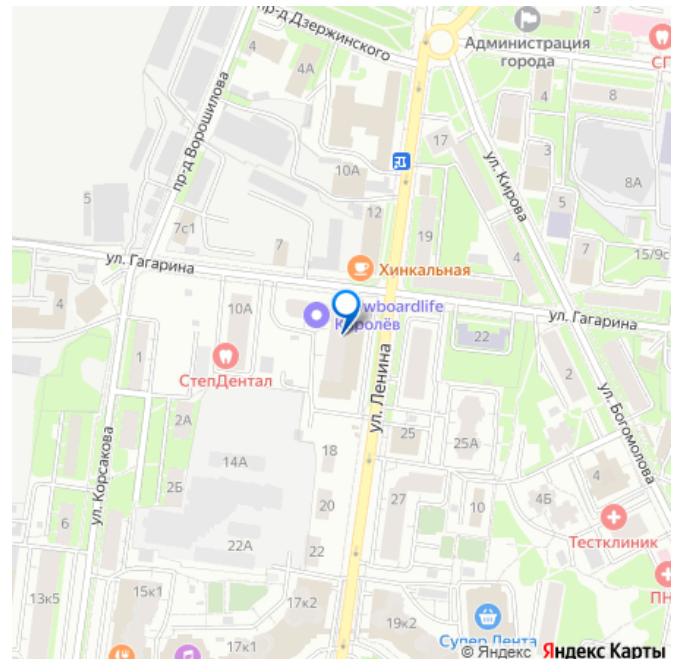 пр-д Дзержинского
4
4А
Администрация
города
СП
4
8
пр-д Ворошилова
17
ул. Кирова
3
10А
8А
5
5
12
7с1
7
19
4
7
15/9с
ул. Гагарина
Хинкальная
4
10А
wboardlife
Королёв
ул. Гагарина
22
1
СтепДентал
ул. Ленина
2
2А
25
25А
ул. Богомолова
18
14А
4
2Б
ул. Корсакова
27
10
4Б
20
6
Тестклиник
22А
22
15к1
ПН
13к5
17к2
19к2
17к1
Супер Лента
© Яндекс Яндекс Карты